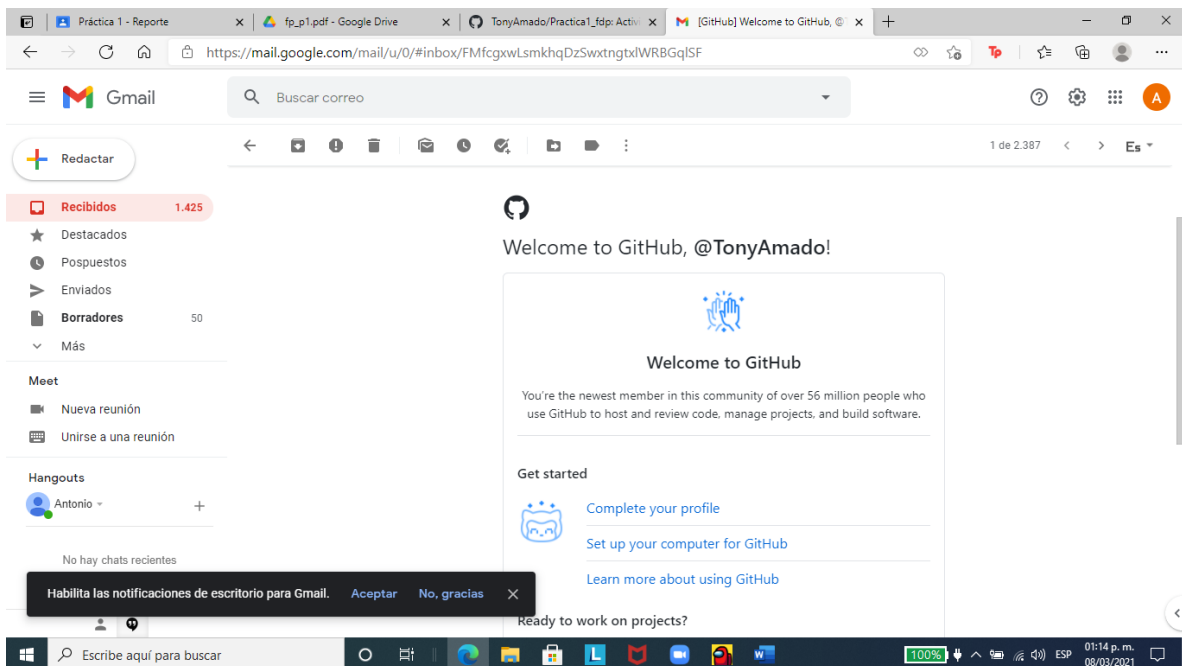 Práctica 1 - Reporte
fp_p1.pdf - Google Drive
TonyAmado/Practica1_fdp: Activi
[GitHub] Welcome to GitHub, @
https://mail.google.com/mail/u/0/#inbox/FMfcgxwLsmkhqDzSwxtngtxlWRBGqlSF
Tp
Gmail
Buscar correo
A
Redactar
1 de 2.387
Es
Recibidos 1.425
Destacados
Pospuestos
Enviados
Borradores 50
Más
Meet
Nueva reunión
Unirse a una reunión
Hangouts
Antonio
No hay chats recientes
Welcome to GitHub, @TonyAmado!
Welcome to GitHub
You're the newest member in this community of over 56 million people who
use GitHub to host and review code, manage projects, and build software.
Get started
Complete your profile
Set up your computer for GitHub
Learn more about using GitHub
Ready to work on projects?
Habilita las notificaciones de escritorio para Gmail. Aceptar No, gracias
Escribe aquí para buscar
L
W
100%
ESP
01:14 p. m.
08/03/2021